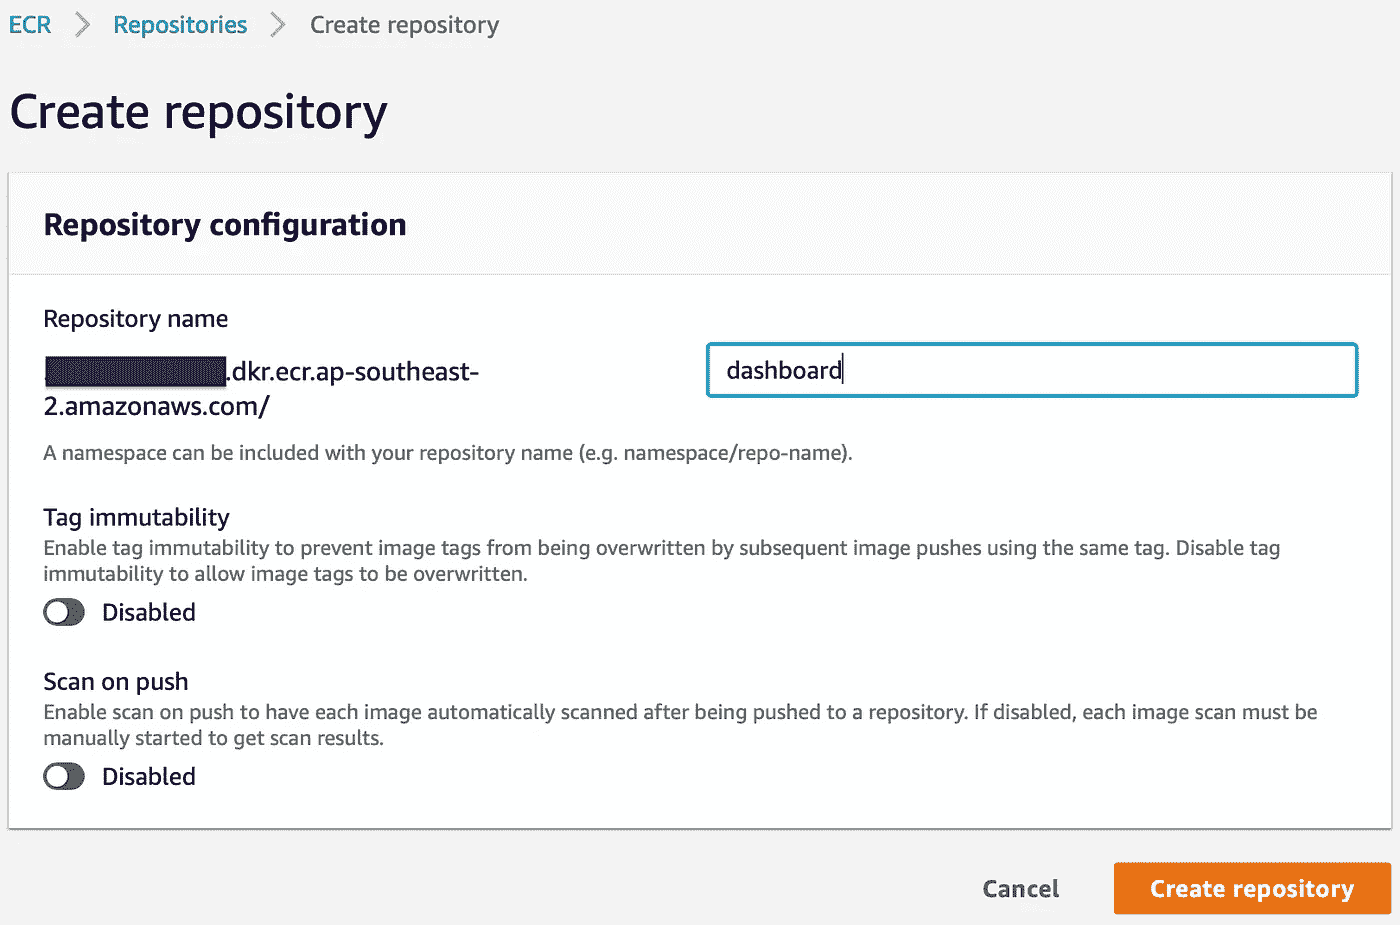 ECR > Repositories > Create repository
Create repository
Repository configuration
Repository name
.dkr.ecr.ap-southeast-
2.amazonaws.com/
dashboard
A namespace can be included with your repository name (e.g. namespace/repo-name).
Tag immutability
Enable tag immutability to prevent image tags from being overwritten by subsequent image pushes using the same tag. Disable tag
immutability to allow image tags to be overwritten.
Disabled
Scan on push
Enable scan on push to have each image automatically scanned after being pushed to a repository. If disabled, each image scan must be
manually started to get scan results.
Disabled
Cancel
Create repository